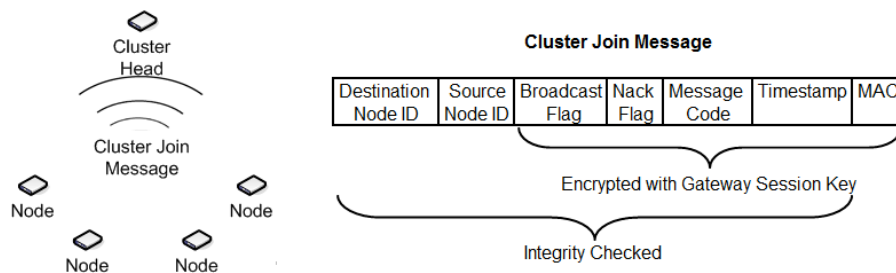 Cluster
Head
Cluster Join
Message
Node
Node
Node
Node
Cluster Join Message
Destination Node ID
Source Node ID
Broadcast Flag
Nack Flag
Message Code
Timestamp
MAC
Encrypted with Gateway Session Key
Integrity Checked